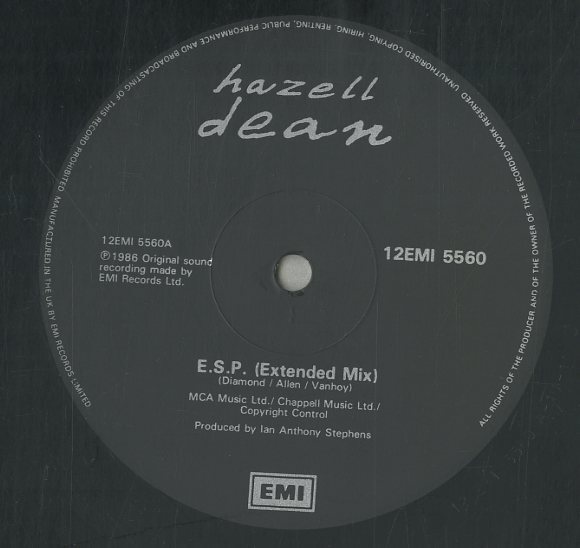 hazell
dean
12EMI 5560A
℗1986 Original sound
recording made by
EMI Records Ltd.
12EMI 5560
E.S.P. (Extended Mix)
(Diamond / Allen / Vanhoy)
MCA Music Ltd./ Chappell Music Ltd./
Copyright Control
Produced by Ian Anthony Stephens
EMI
ALL RIGHTS OF THE PRODUCER AND OF THE OWNER OF THE RECORDED WORK RESERVED UNAUTHORISED COPYING, HIRING, RENTING, PUBLIC PERFORMANCE AND BROADCASTING OF THIS RECORD PROHIBITED MANUFACTURED IN THE UK BY EMI RECORDS LIMITED